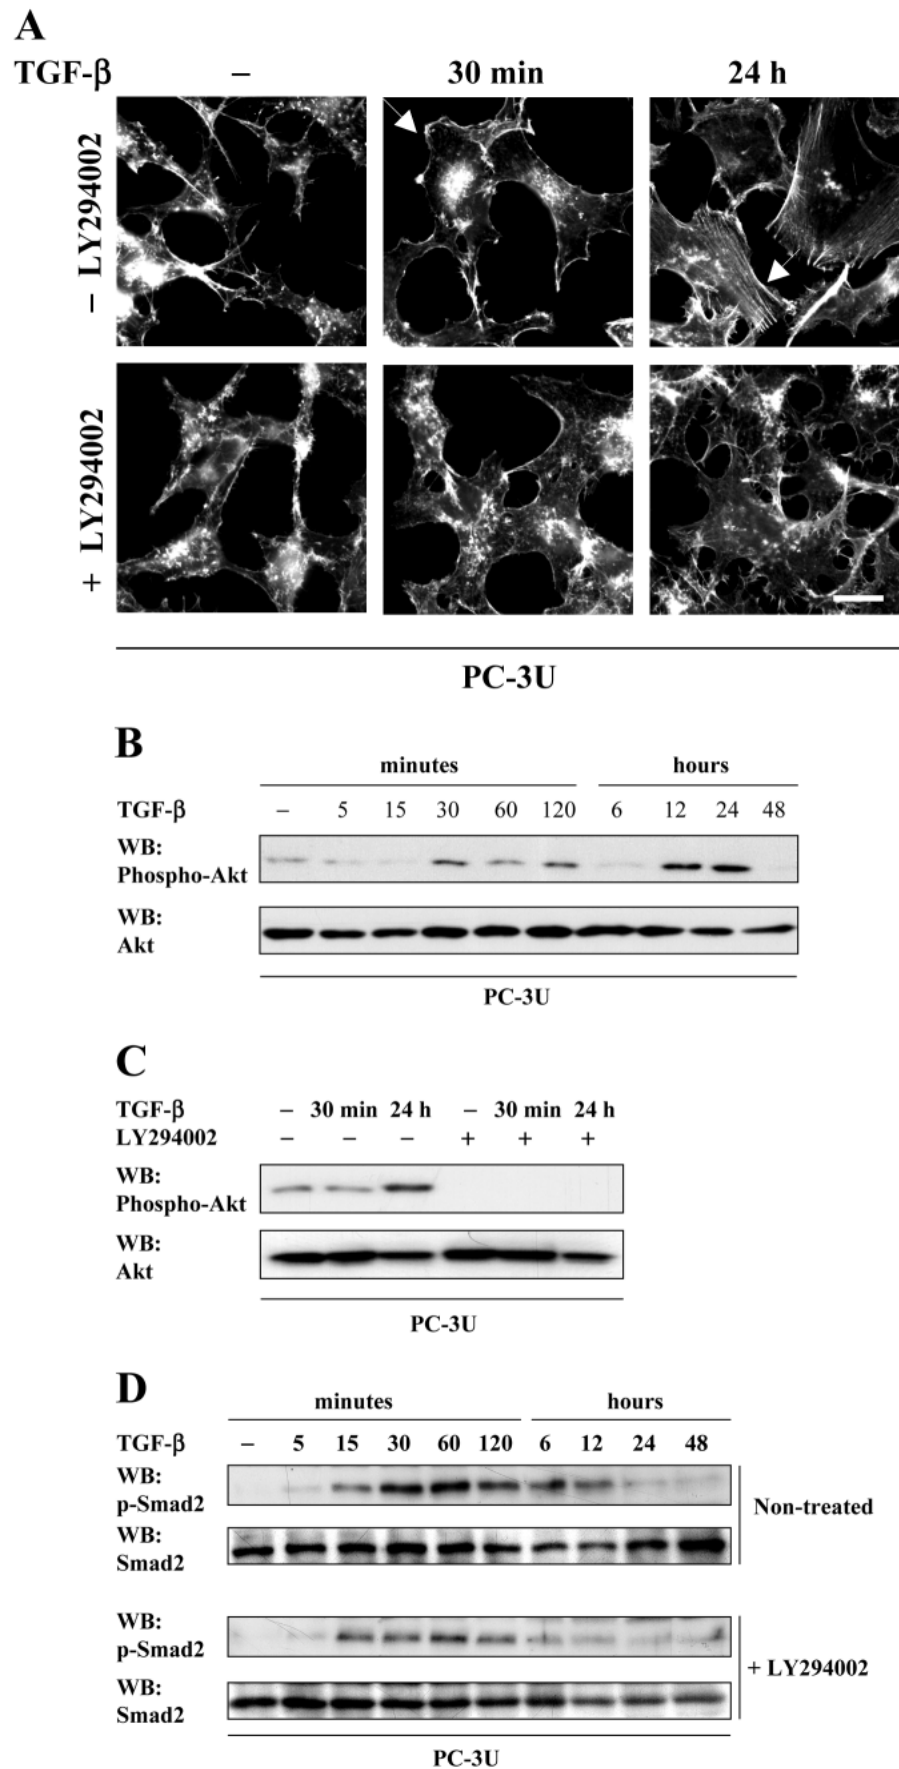 A
TGF-β – 30 min 24 h
– LY294002
+ LY294002
PC-3U
B
minutes hours
TGF-β – 5 15 30 60 120 6 12 24 48
WB:
Phospho-Akt
WB:
Akt
PC-3U
C
TGF-β – 30 min 24 h – 30 min 24 h
LY294002 – – – + + +
WB:
Phospho-Akt
WB:
Akt
PC-3U
D
minutes hours
TGF-β – 5 15 30 60 120 6 12 24 48
WB:
p-Smad2
Non-treated
WB:
Smad2
WB:
p-Smad2
+ LY294002
WB:
Smad2
PC-3U